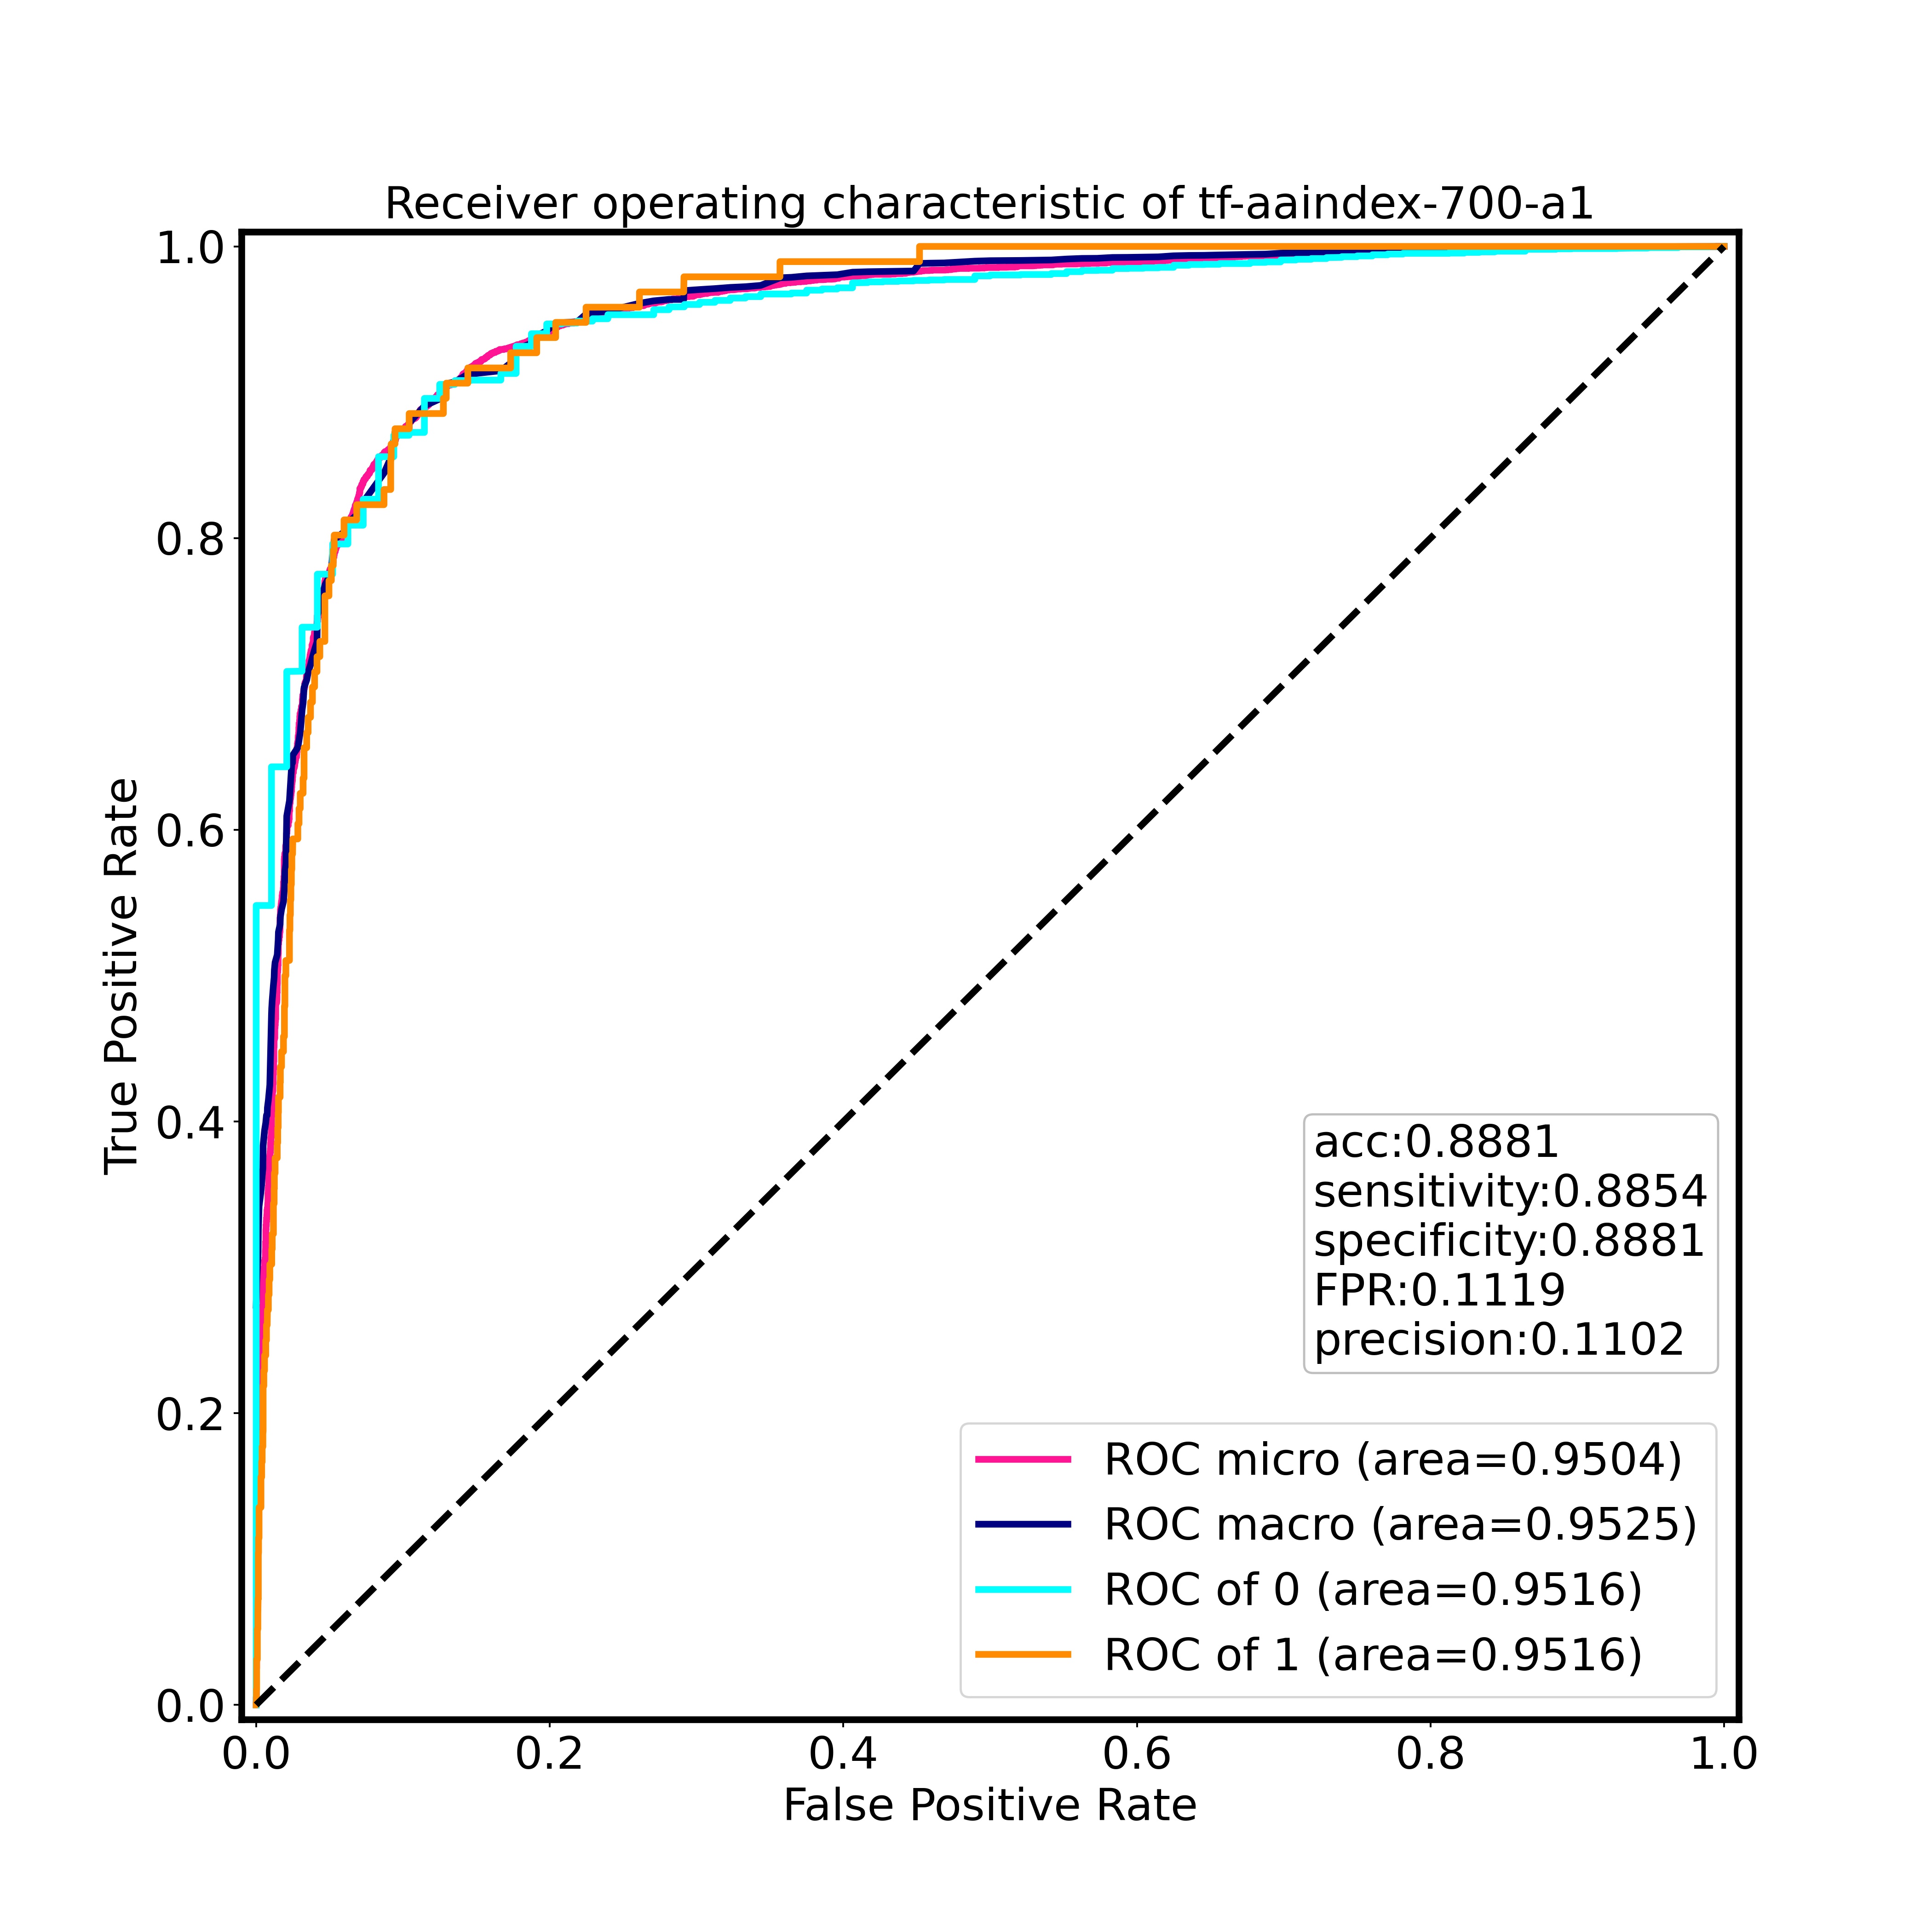 Receiver operating characteristic of tf-aaindex-700-a1
1.0
0.8
0.6
0.4
0.2
0.0
True Positive Rate
acc:0.8881
sensitivity:0.8854
specificity:0.8881
FPR:0.1119
precision:0.1102
ROC micro (area=0.9504)
ROC macro (area=0.9525)
ROC of 0 (area=0.9516)
ROC of 1 (area=0.9516)
0.0 0.2 0.4 0.6 0.8 1.0
False Positive Rate